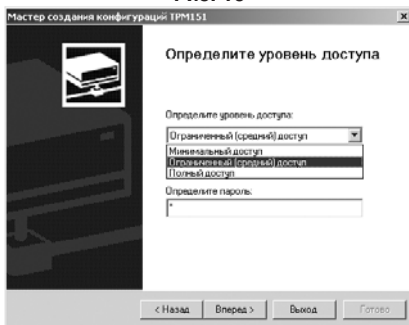 Мастер создания конфигураций ТРМ151
Определите уровень доступа
Определите уровень доступа:
Ограниченный (средний) доступ
Минимальный доступ
Ограниченный (средний) доступ
Полный доступ
Определите пароль:
*
< Назад
Вперед >
Выход
Готово